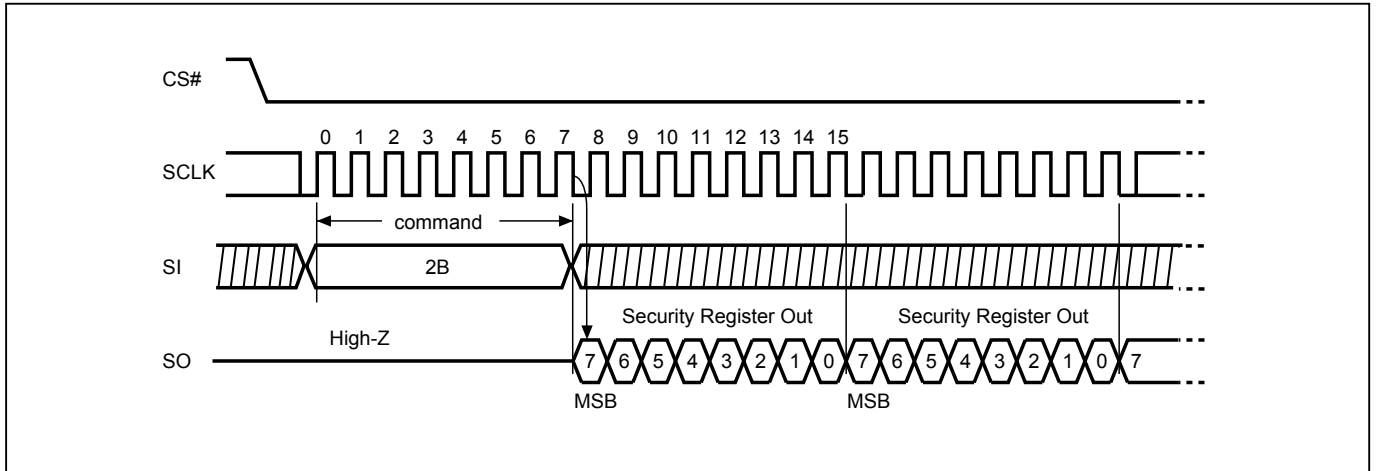 CS#
0 1 2 3 4 5 6 7 8 9 10 11 12 13 14 15
SCLK
command
SI
2B
Security Register Out Security Register Out
High-Z
SO
7 6 5 4 3 2 1 0 7 6 5 4 3 2 1 0 7
MSB MSB